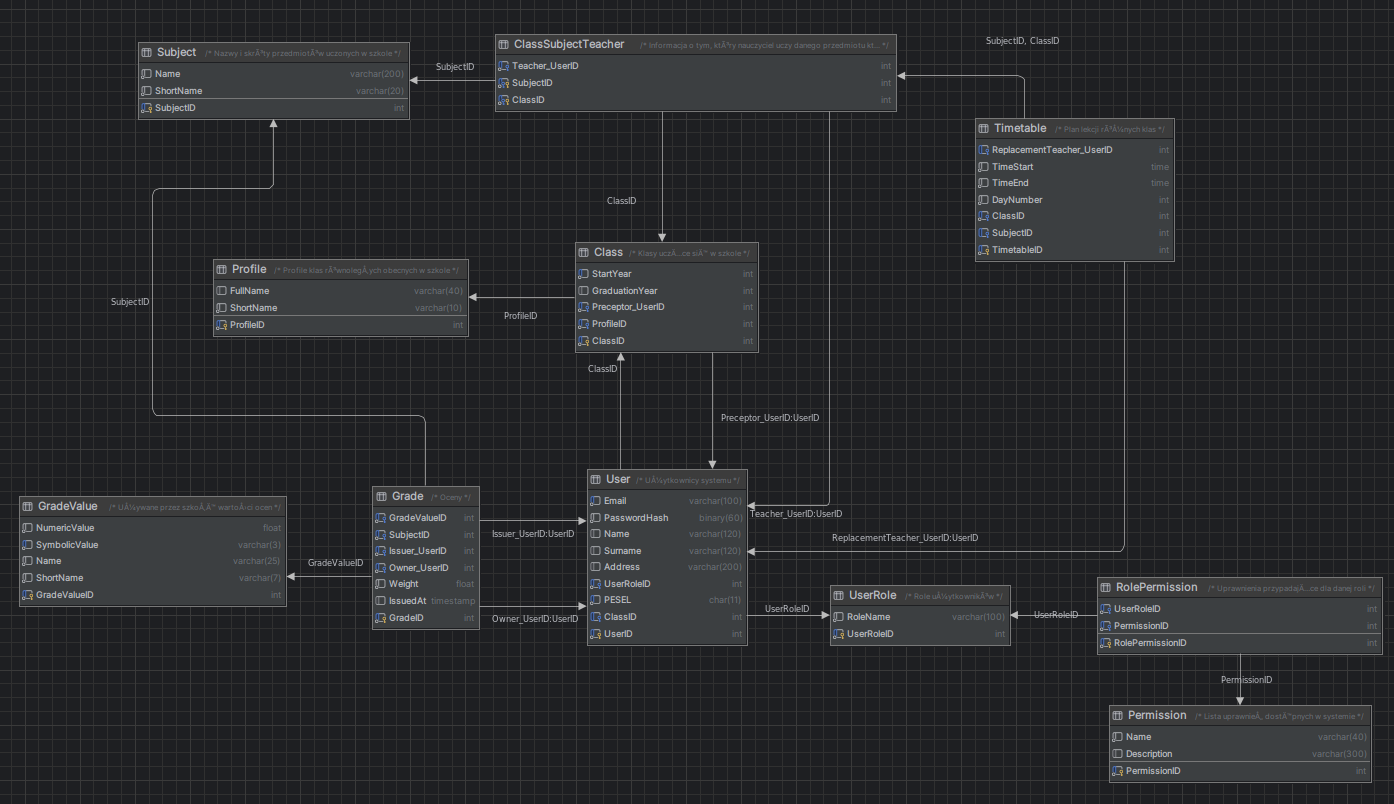 Subject /* Nazwy i skrÃ³ty przedmiotÃ³w uczonych w szkole */
Name varchar(200)
ShortName varchar(20)
SubjectID int
SubjectID
ClassSubjectTeacher /* Informacja o tym, ktÃ³ry nauczyciel uczy danego przedmiotu kt... */
Teacher_UserID int
SubjectID int
ClassID int
SubjectID, ClassID
Timetable /* Plan lekcji rÃ³Å¼nych klas */
ReplacementTeacher_UserID int
TimeStart time
TimeEnd time
DayNumber int
ClassID int
SubjectID int
TimetableID int
ClassID
Class /* Klasy uczÄ…ce siÄ™ w szkole */
StartYear int
GraduationYear int
Preceptor_UserID int
ProfileID int
ClassID int
Profile /* Profile klas rÃ³wnolegÅ‚ych obecnych w szkole */
FullName varchar(40)
ShortName varchar(10)
ProfileID int
SubjectID
ProfileID
ClassID
Preceptor_UserID:UserID
User /* UÅ¼ytkownicy systemu */
Email varchar(100)
PasswordHash binary(60)
Name varchar(120)
Surname varchar(120)
Address varchar(200)
UserRoleID int
PESEL char(11)
ClassID int
UserID int
Teacher_UserID:UserID
ReplacementTeacher_UserID:UserID
Grade /* Oceny */
GradeValueID int
SubjectID int
Issuer_UserID int
Owner_UserID int
Weight float
IssuedAt timestamp
GradeID int
Issuer_UserID:UserID
Owner_UserID:UserID
GradeValueID
GradeValue /* UÅ¼ywane przez szkoÅ‚Ä™ wartoÅ›ci ocen */
NumericValue float
SymbolicValue varchar(3)
Name varchar(25)
ShortName varchar(7)
GradeValueID int
UserRoleID
UserRole /* Role uÅ¼ytkownikÃ³w */
RoleName varchar(100)
UserRoleID int
UserRoleID
RolePermission /* Uprawnienia przypadajÄ…ce dla danej roli */
UserRoleID int
PermissionID int
RolePermissionID int
PermissionID
Permission /* Lista uprawnieÅ„ dostÄ™pnych w systemie */
Name varchar(40)
Description varchar(300)
PermissionID int